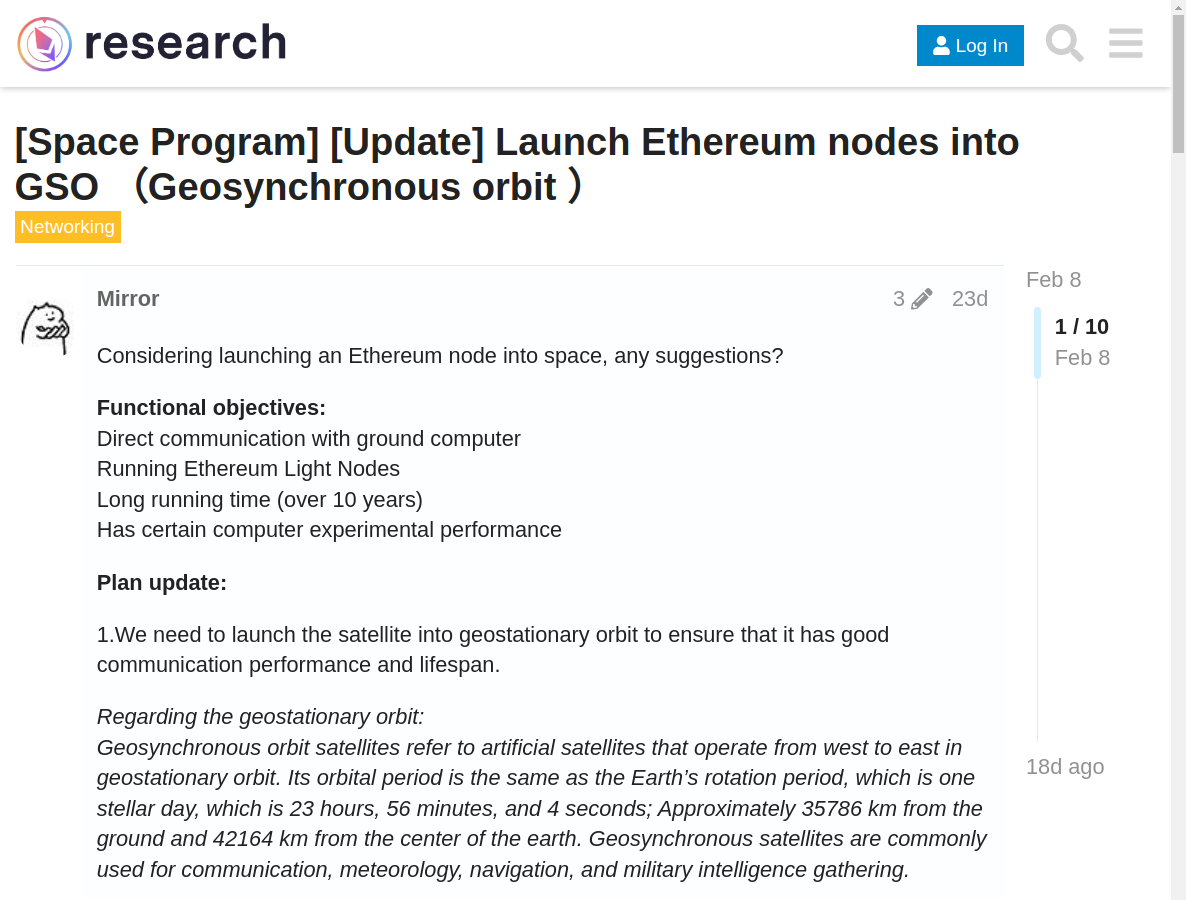 research
Log In
[Space Program] [Update] Launch Ethereum nodes into
GSO （Geosynchronous orbit ）
Networking
Feb 8
Mirror
3
23d
1 / 10
Feb 8
Considering launching an Ethereum node into space, any suggestions?
Functional objectives:
Direct communication with ground computer
Running Ethereum Light Nodes
Long running time (over 10 years)
Has certain computer experimental performance
Plan update:
1.We need to launch the satellite into geostationary orbit to ensure that it has good
communication performance and lifespan.
Regarding the geostationary orbit:
Geosynchronous orbit satellites refer to artificial satellites that operate from west to east in
geostationary orbit. Its orbital period is the same as the Earth’s rotation period, which is one
stellar day, which is 23 hours, 56 minutes, and 4 seconds; Approximately 35786 km from the
ground and 42164 km from the center of the earth. Geosynchronous satellites are commonly
used for communication, meteorology, navigation, and military intelligence gathering.
18d ago